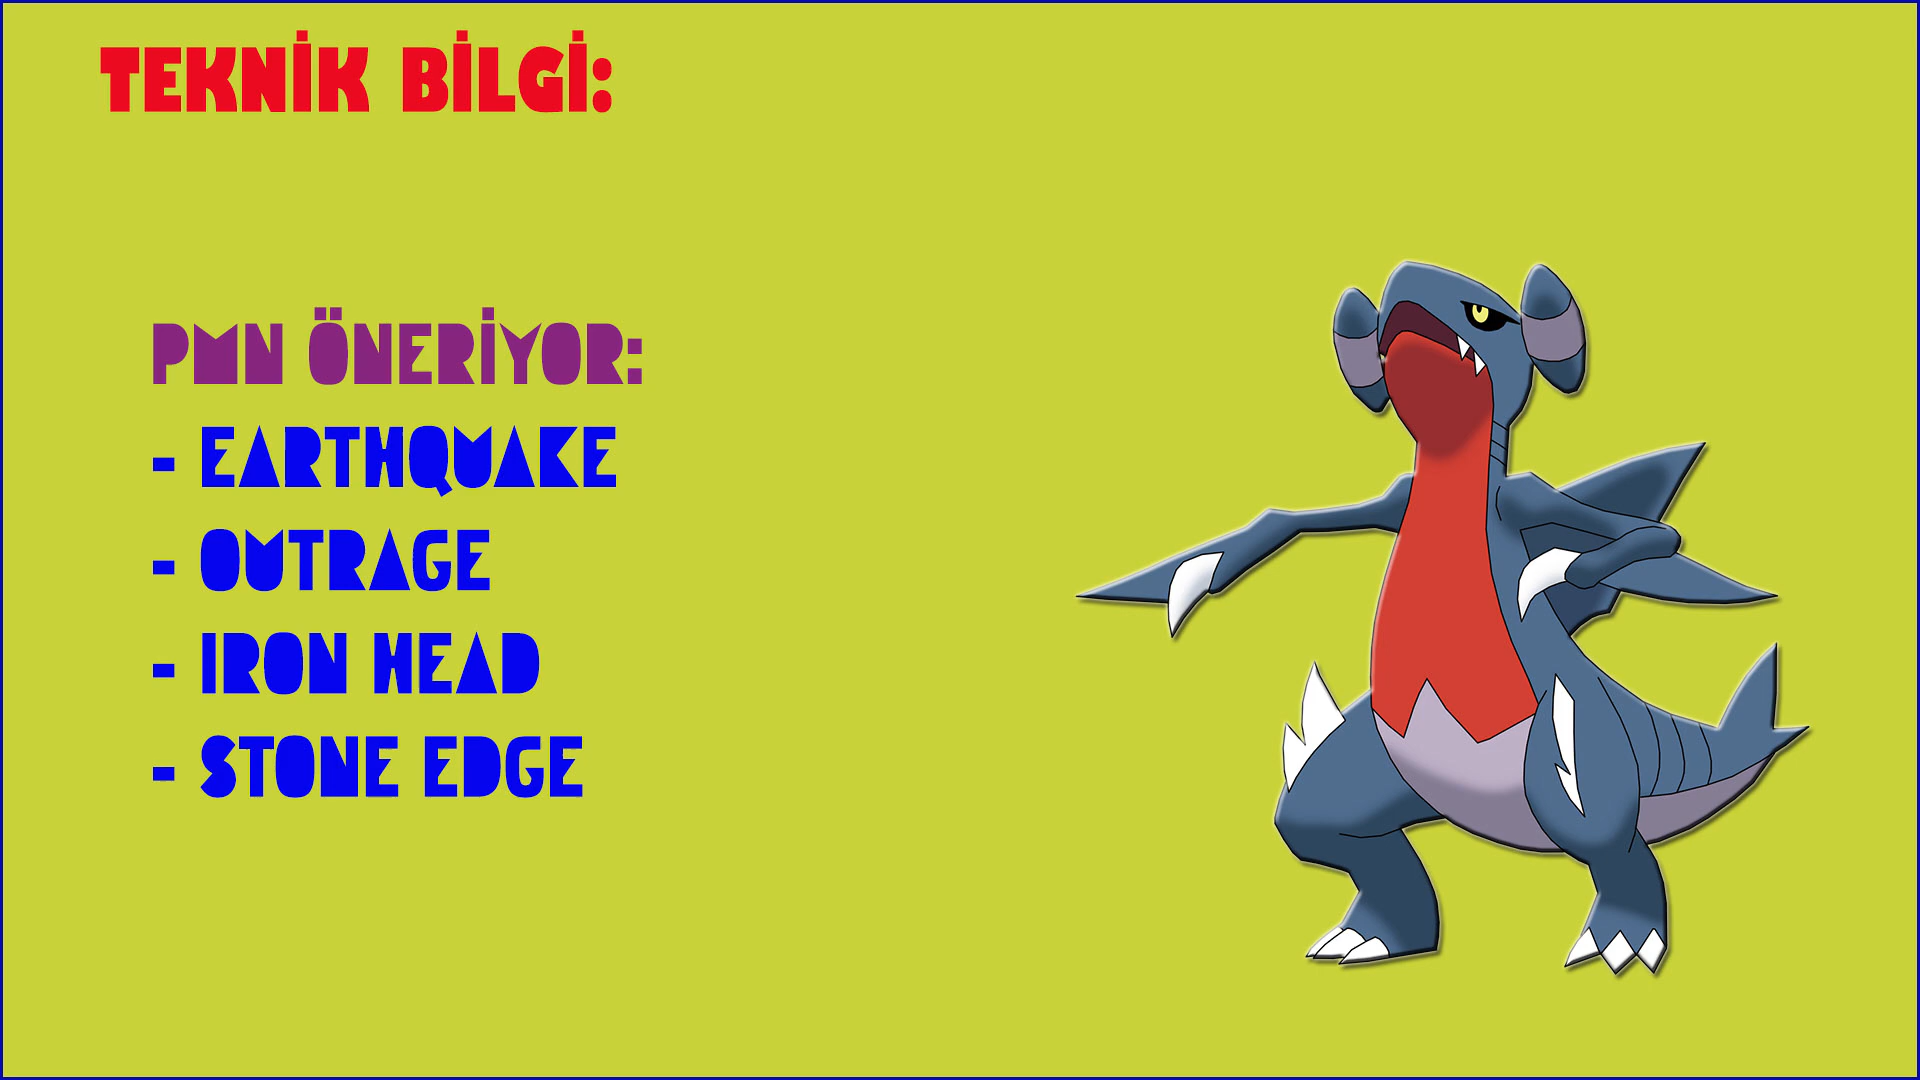 TEKNİK BİLGİ:
PMN ÖNERİYOR:
- EARTHQUAKE
- OUTRAGE
- IRON HEAD
- STONE EDGE